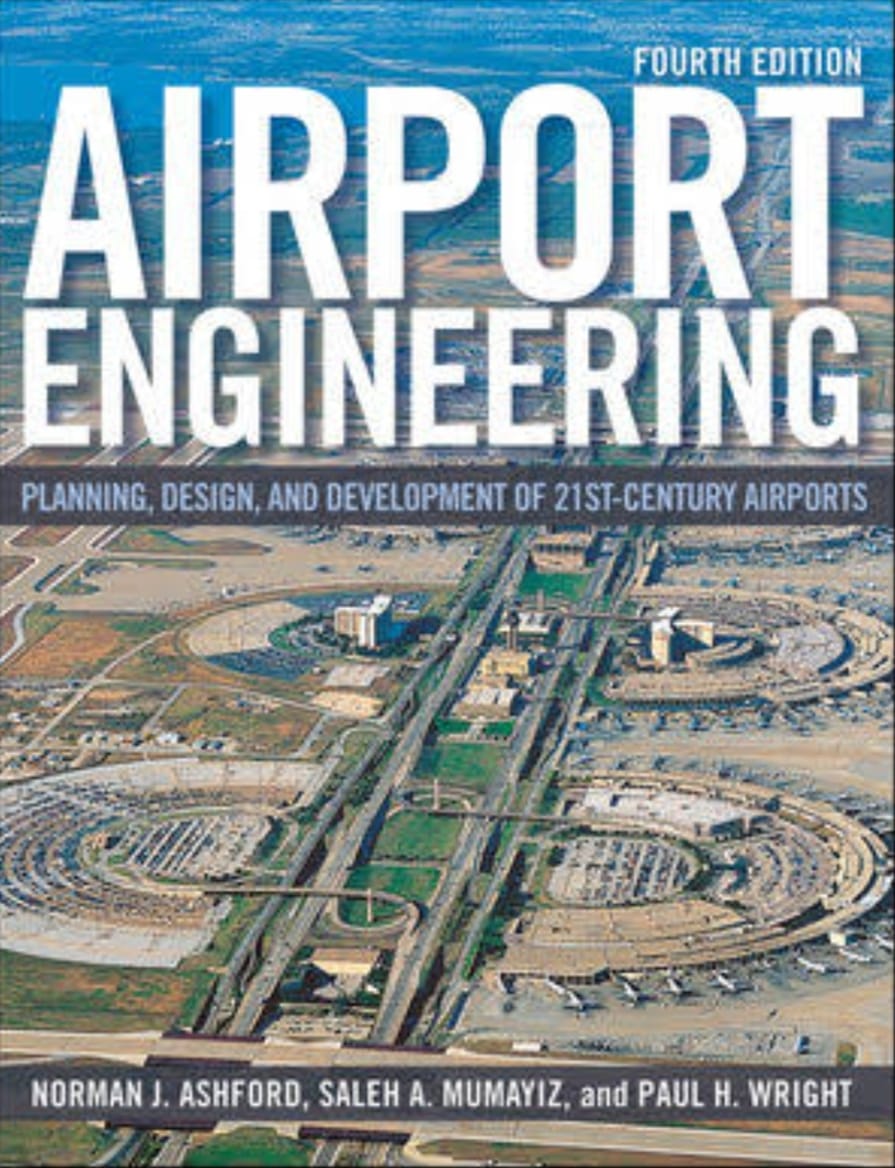 FOURTH EDITION
AIRPORT
ENGINEERING
PLANNING, DESIGN, AND DEVELOPMENT OF 21ST-CENTURY AIRPORTS
NORMAN J. ASHFORD, SALEH A. MUMAYIZ, and PAUL H. WRIGHT